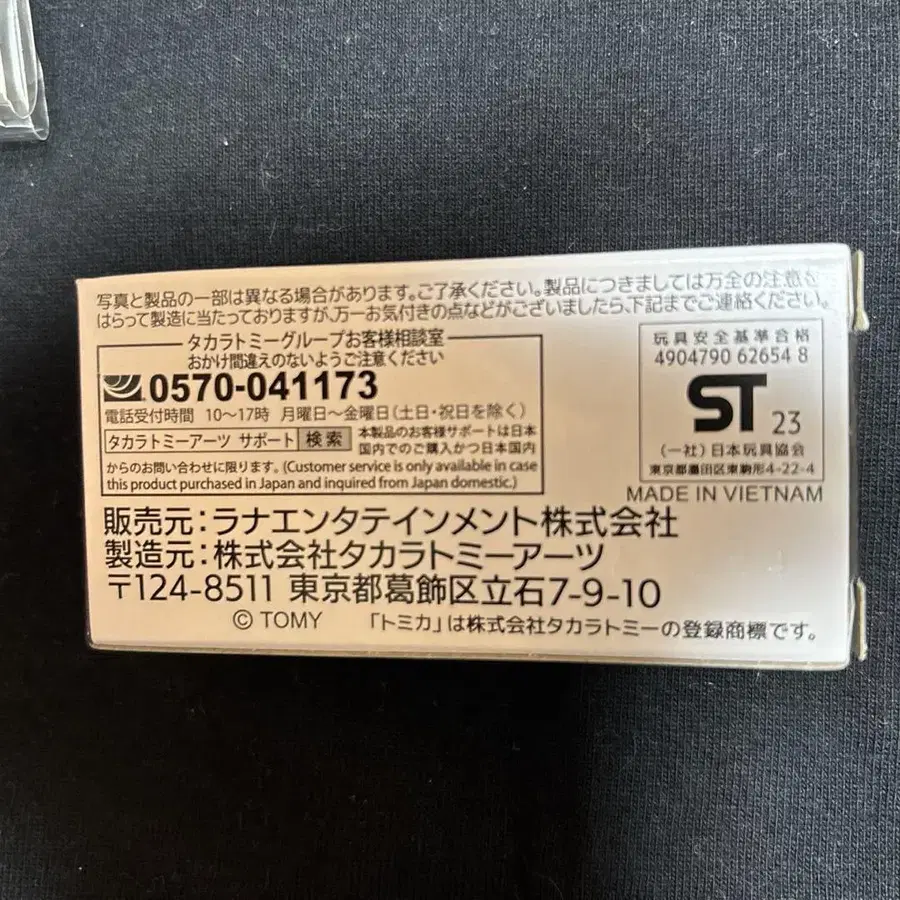 写真と製品の一部は異なる場合があります。ご了承ください。製品につきましては万全の注意を
はらって製造に当たっておりますが、万一お気付きの点などがございましたら、下記までご連絡ください。
タカラトミーグループお客様相談室
おかけ間違えのないようご注意ください
0570-041173
電話受付時間 10～17時 月曜日～金曜日(土日・祝日を除く)
タカラトミーアーツ サポート 検索 本製品のお客様サポートは日本
国内でのご購入かつ日本国内
からのお問い合わせに限ります。(Customer service is only available in case
this product purchased in Japan and inquired from Japan domestic.)
玩具安全基準合格
4904790 62654 8
ST 23
(一社)日本玩具協会
東京都墨田区東駒形4-22-4
MADE IN VIETNAM
販売元:ラナエンタテインメント株式会社
製造元:株式会社タカラトミーアーツ
〒124-8511 東京都葛飾区立石7-9-10
© TOMY 「トミカ」は株式会社タカラトミーの登録商標です。